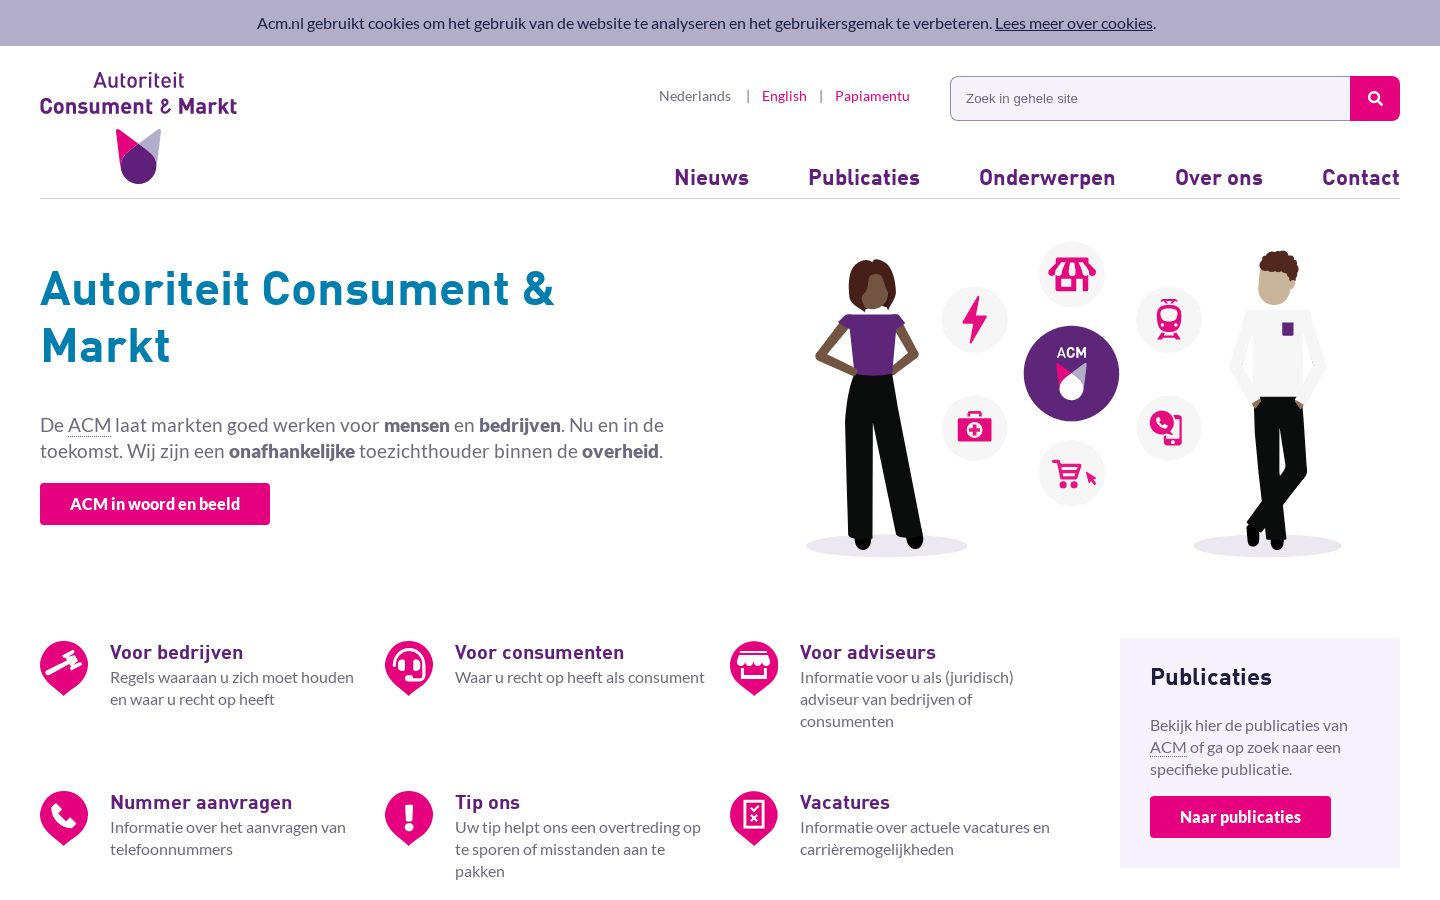 Acm.nl gebruikt cookies om het gebruik van de website te analyseren en het gebruikersgemak te verbeteren. Lees meer over cookies.
Autoriteit
Consument & Markt
Nederlands | English | Papiamentu
Zoek in gehele site
Nieuws Publicaties Onderwerpen Over ons Contact
Autoriteit Consument &
Markt
De ACM laat markten goed werken voor mensen en bedrijven. Nu en in de
toekomst. Wij zijn een onafhankelijke toezichthouder binnen de overheid.
ACM in woord en beeld
ACM
Voor bedrijven
Regels waaraan u zich moet houden
en waar u recht op heeft
Voor consumenten
Waar u recht op heeft als consument
Voor adviseurs
Informatie voor u als (juridisch)
adviseur van bedrijven of
consumenten
Nummer aanvragen
Informatie over het aanvragen van
telefoonnummers
Tip ons
Uw tip helpt ons een overtreding op
te sporen of misstanden aan te
pakken
Vacatures
Informatie over actuele vacatures en
carrièremogelijkheden
Publicaties
Bekijk hier de publicaties van
ACM of ga op zoek naar een
specifieke publicatie.
Naar publicaties